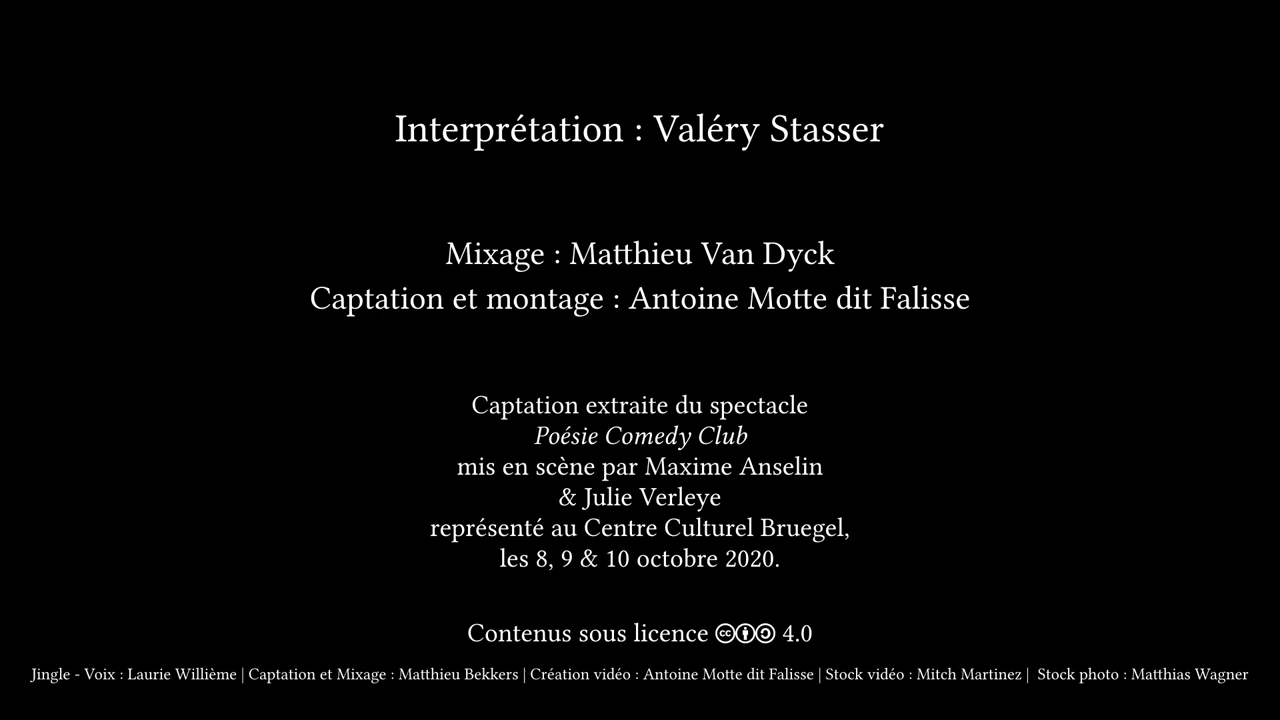 Interprétation : Valéry Stasser
Mixage : Matthieu Van Dyck
Captation et montage : Antoine Motte dit Falisse
Captation extraite du spectacle
Poésie Comedy Club
mis en scène par Maxime Anselin
& Julie Verleye
représenté au Centre Culturel Bruegel,
les 8, 9 & 10 octobre 2020.
Contenus sous licence 🅭🅯🄎 4.0
Jingle - Voix : Laurie Willième | Captation et Mixage : Matthieu Bekkers | Création vidéo : Antoine Motte dit Falisse | Stock vidéo : Mitch Martinez | Stock photo : Matthias Wagner